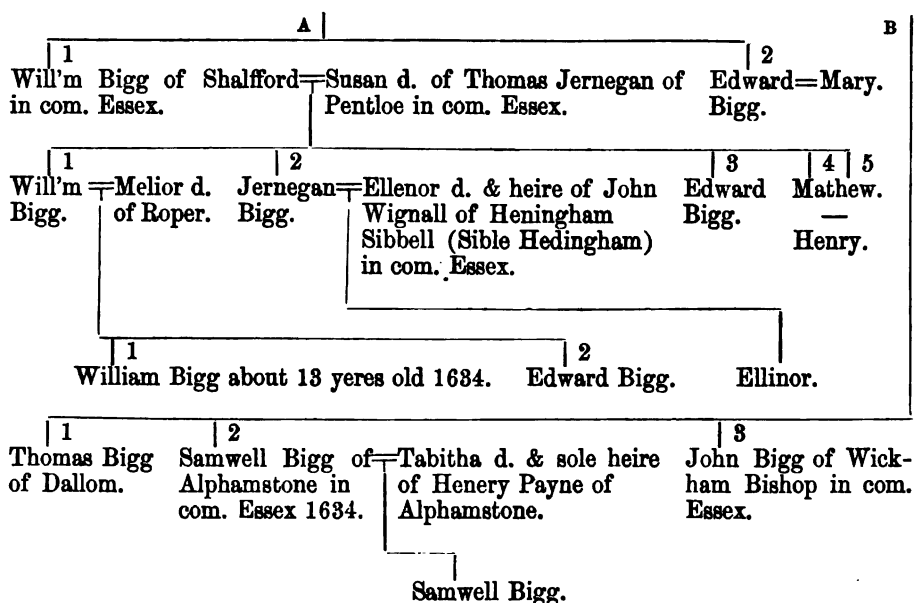 A B
1 2
Will'm Bigg of Shalfford=Susan d. of Thomas Jernegan of Edward=Mary.
in com. Essex. Pentloe in com. Essex. Bigg.
1 2 3 4 5
Will'm = Melior d. Jernegan=Ellenor d. & heire of John Edward Mathew.
Bigg. of Roper. Bigg. Wignall of Heningham Bigg. —
Sibbell (Sible Hedingham) Henry.
in com. Essex.
1 2
William Bigg about 13 yeres old 1634. Edward Bigg. Ellinor.
1 2 3
Thomas Bigg Samwell Bigg of=Tabitha d. & sole heire John Bigg of Wick-
of Dallom. Alphamstone in of Henery Payne of ham Bishop in com.
com. Essex 1634. Alphamstone. Essex.
Samwell Bigg.